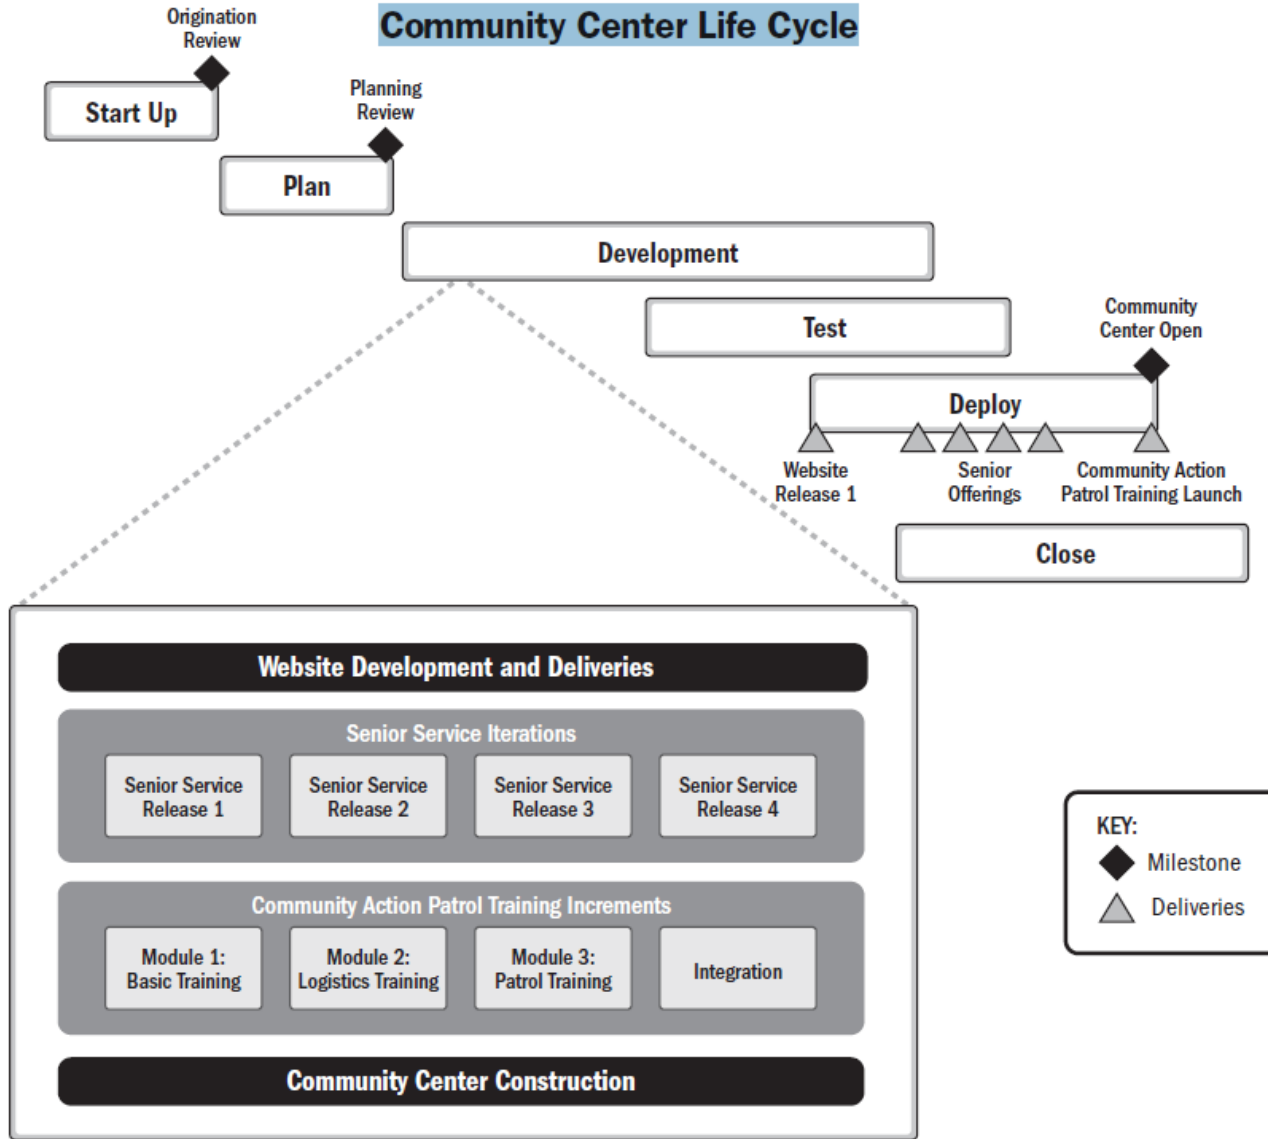 Community Center Life Cycle
Origination
Review
Start Up
Planning
Review
Plan
Development
Test
Community
Center Open
Deploy
Website
Release 1
Senior
Offerings
Community Action
Patrol Training Launch
Close
Website Development and Deliveries
Senior Service Iterations
Senior Service
Release 1
Senior Service
Release 2
Senior Service
Release 3
Senior Service
Release 4
Community Action Patrol Training Increments
Module 1:
Basic Training
Module 2:
Logistics Training
Module 3:
Patrol Training
Integration
Community Center Construction
KEY:
Milestone
Deliveries